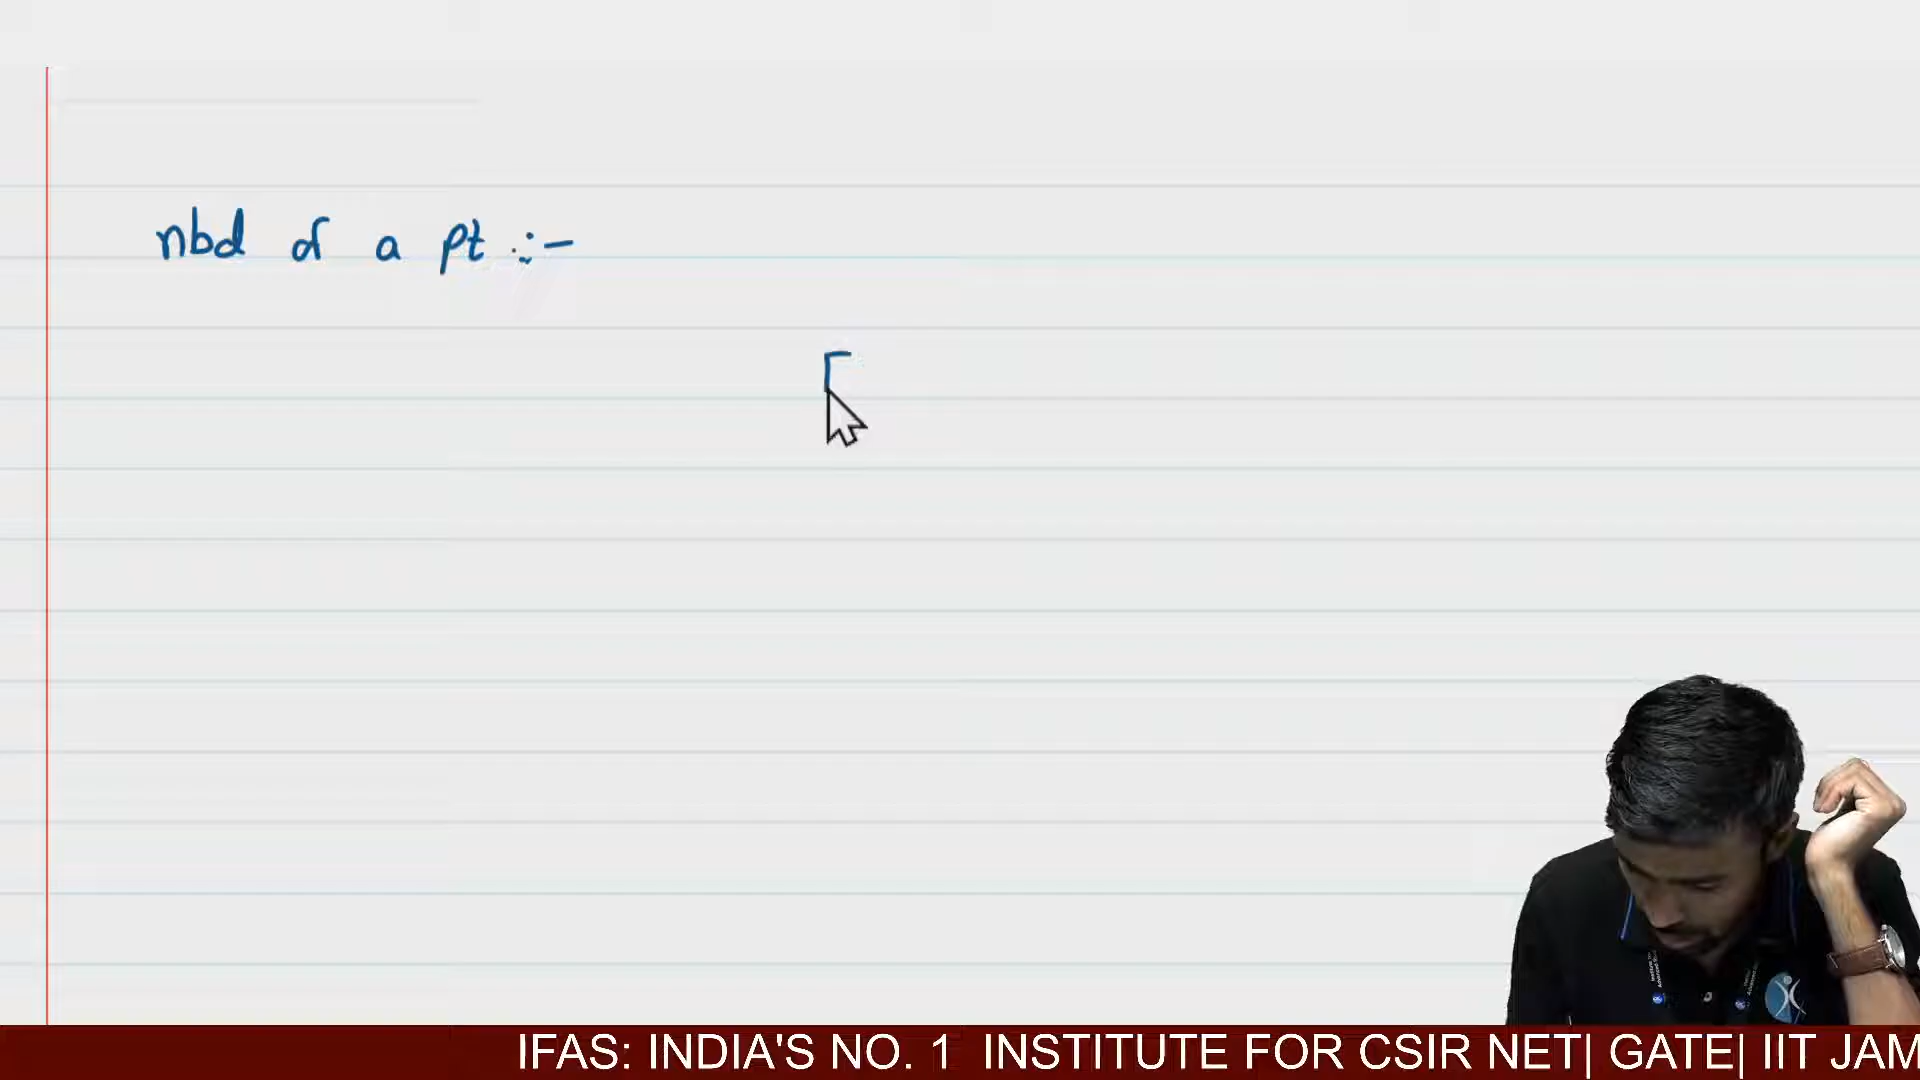 nbd of a pt :-
[
IFAS: INDIA'S NO. 1 INSTITUTE FOR CSIR NET| GATE| IIT JAM